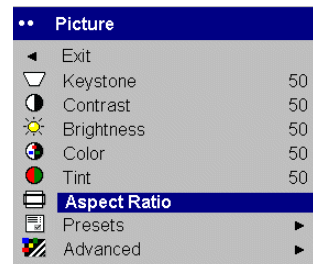 Picture
Exit
Keystone 50
Contrast 50
Brightness 50
Color 50
Tint 50
Aspect Ratio
Presets
Advanced